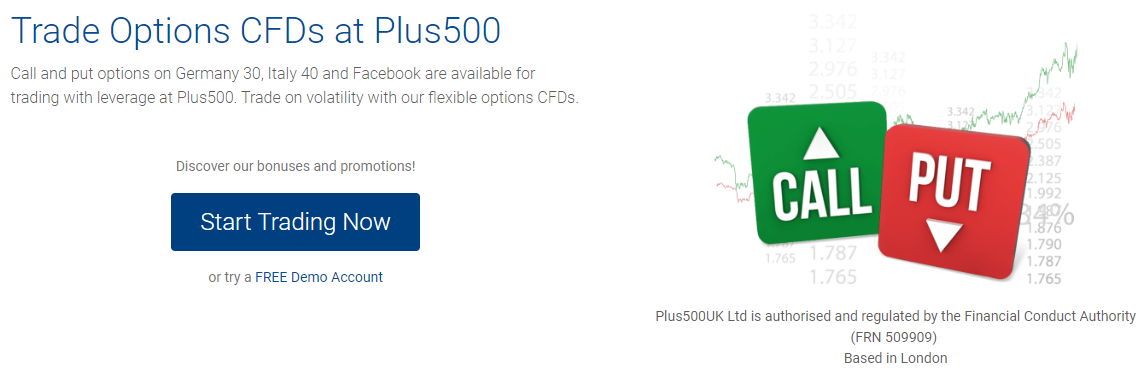 Trade Options CFDs at Plus500
Call and put options on Germany 30, Italy 40 and Facebook are available for
trading with leverage at Plus500. Trade on volatility with our flexible options CFDs.
Discover our bonuses and promotions!
Start Trading Now
or try a FREE Demo Account
3.342
3.127
2.976
2.505
3.342
3.342
3.127
3.342
3.12
CALL
PUT
2.505
2.387
2.125
1.992
34%
1.876
1.790
1.787
1.765
1.765
1.787
1.765
Plus500UK Ltd is authorised and regulated by the Financial Conduct Authority
(FRN 509909)
Based in London